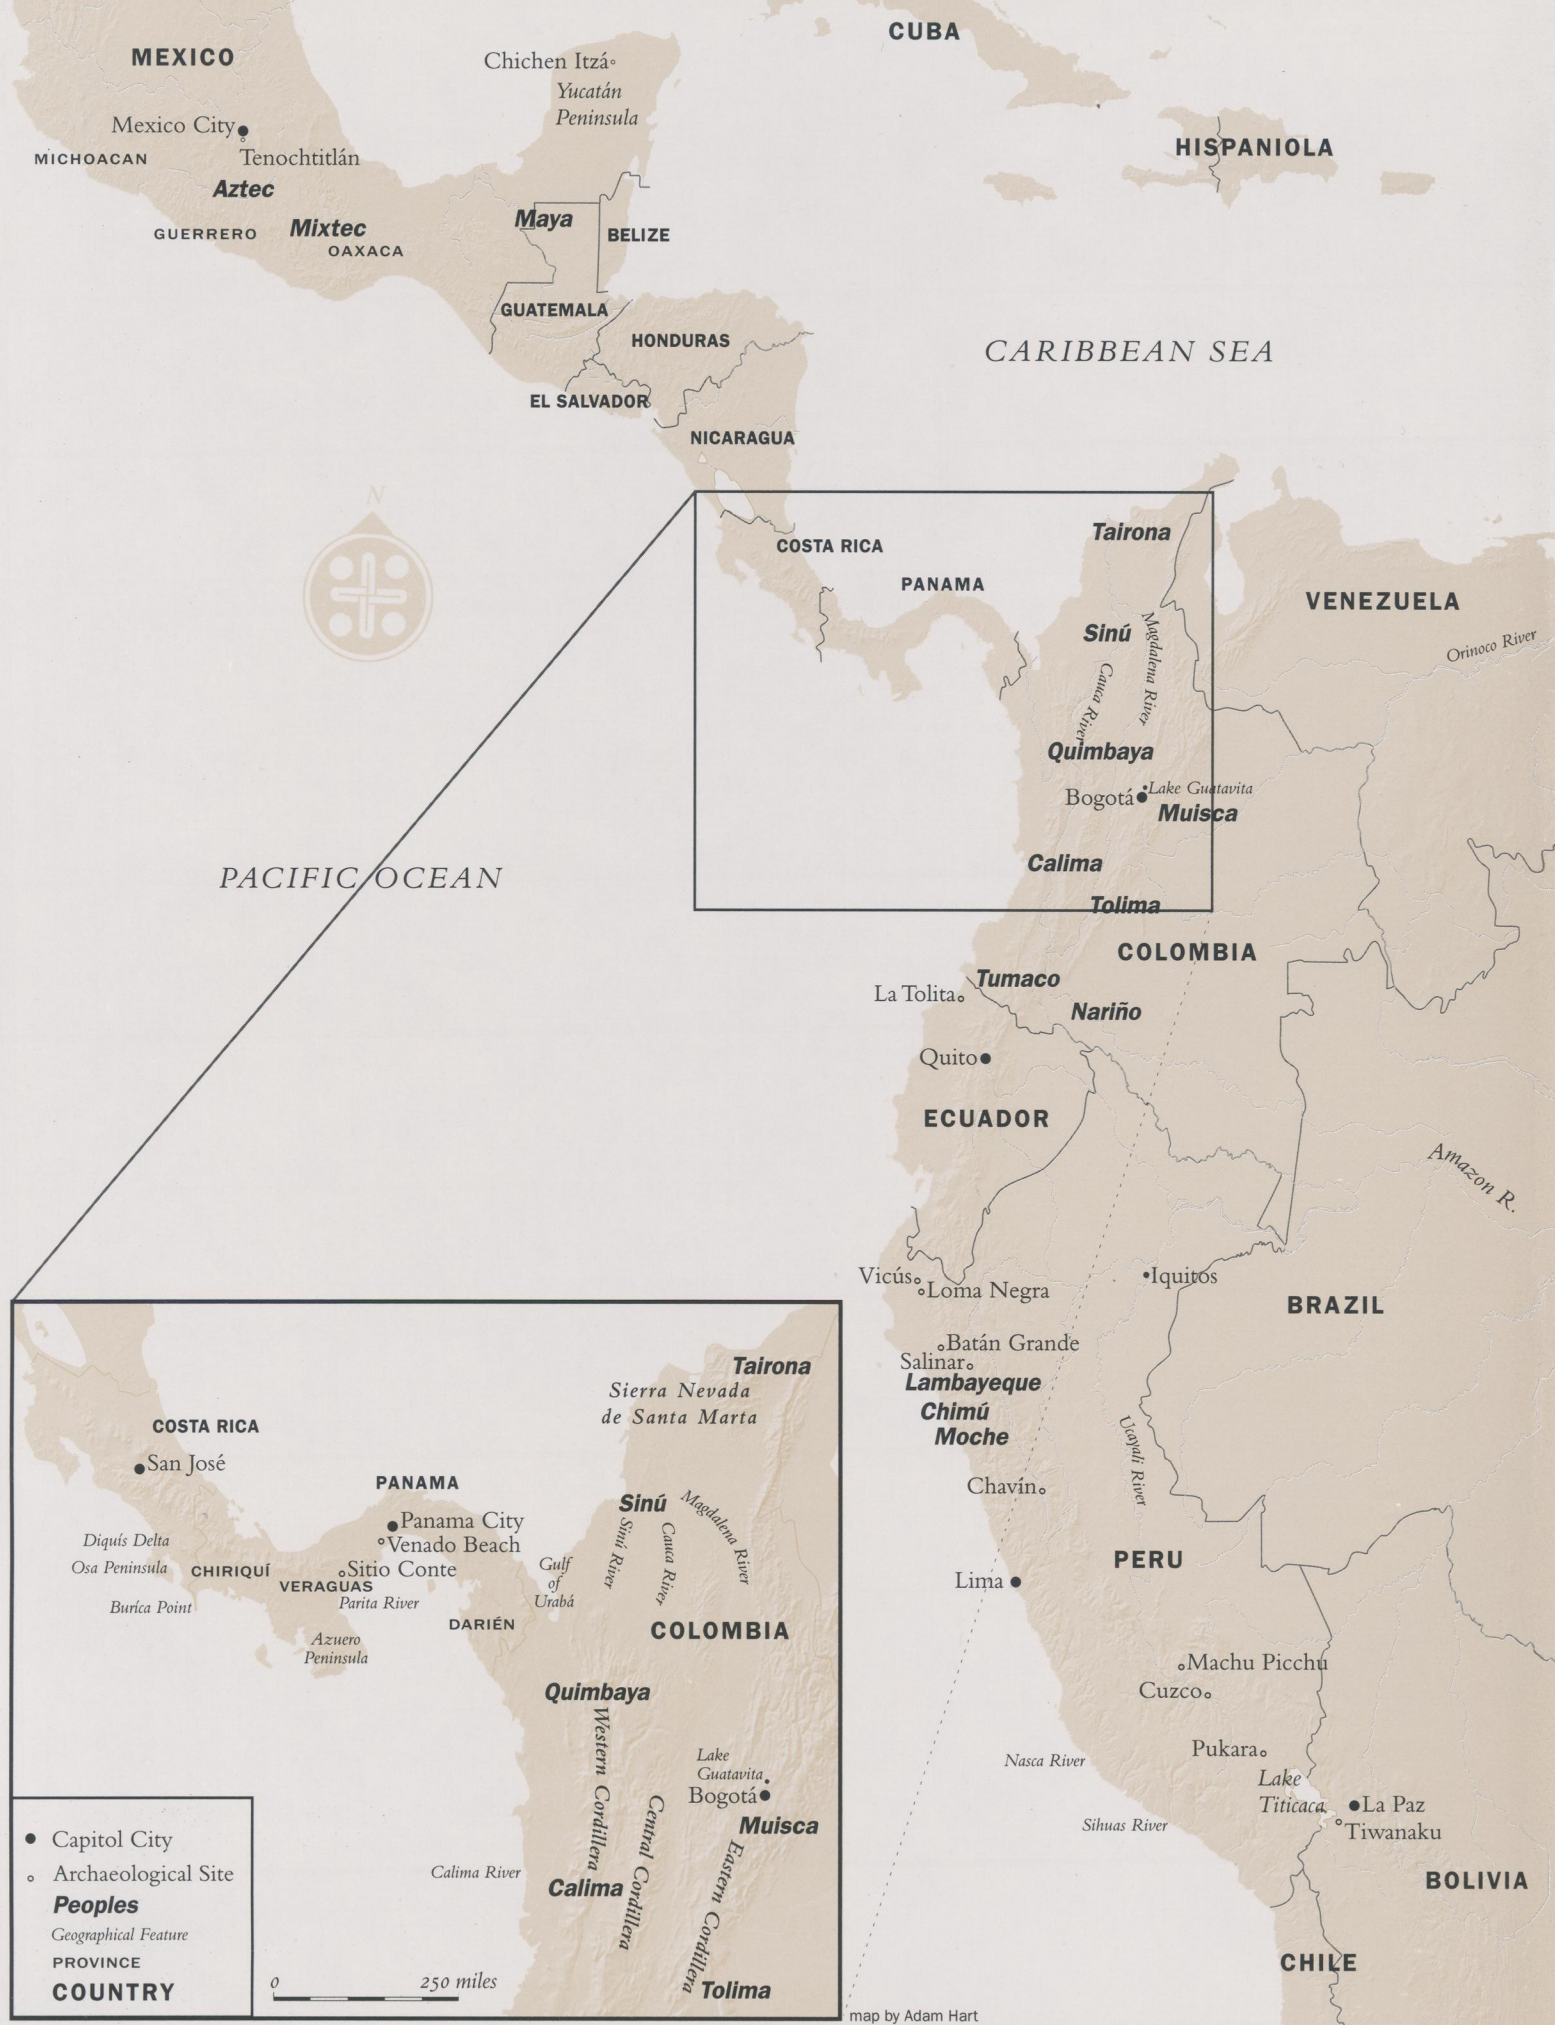 CUBA
MEXICO
Chichen Itzá
Yucatán
Peninsula
Mexico City
HISPANIOLA
MICHOACAN
Tenochtitlán
Aztec
Maya
Mixtec
GUERRERO
BELIZE
OAXACA
GUATEMALA
HONDURAS
CARIBBEAN SEA
EL SALVADOR
NICARAGUA
N
Tairona
COSTA RICA
PANAMA
VENEZUELA
Sinú
Magdalena River
Orinoco River
Cauca River
Quimbaya
Lake Guatavita
Bogotá
Muisca
Calima
PACIFIC OCEAN
Tolima
COLOMBIA
Tumaco
La Tolita
Nariño
Quito
ECUADOR
Amazon R.
Vicús
Iquitos
Loma Negra
BRAZIL
Batán Grande
Salinar
Lambayeque
Chimú
Moche
Ucayali River
Chavín
PERU
Lima
Machu Picchu
Cuzco
Pukara
Nasca River
Lake
Titicaca
La Paz
Sihuas River
Tiwanaku
BOLIVIA
CHILE
Tairona
Sierra Nevada
de Santa Marta
COSTA RICA
San José
PANAMA
Sinú
Magdalena River
Panama City
Venado Beach
Sinú River
Cauca River
Diquís Delta
Osa Peninsula
CHIRIQUÍ
Sitio Conte
Gulf
of
Urabá
VERAGUAS
Burica Point
Parita River
DARIÉN
COLOMBIA
Azuero
Peninsula
Quimbaya
Western Cordillera
Lake
Guatavita
Bogotá
Central Cordillera
Muisca
Eastern Cordillera
Calima River
Calima
Tolima
Capitol City
Archaeological Site
Peoples
Geographical Feature
PROVINCE
COUNTRY
0 250 miles
map by Adam Hart